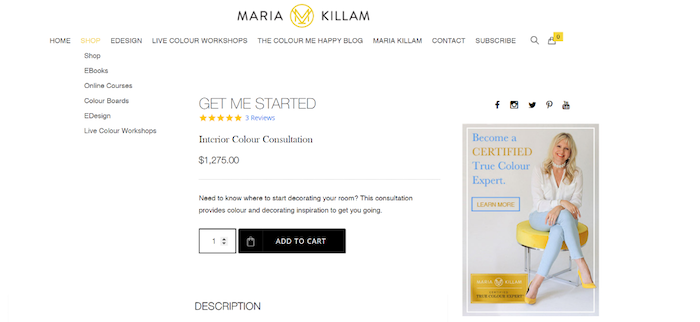 MARIA KILLAM
HOME SHOP EDESIGN LIVE COLOUR WORKSHOPS THE COLOUR ME HAPPY BLOG MARIA KILLAM CONTACT SUBSCRIBE 0
Shop
EBooks
Online Courses
Colour Boards
EDesign
Live Colour Workshops
GET ME STARTED
3 Reviews
Interior Colour Consultation
$1,275.00
Need to know where to start decorating your room? This consultation
provides colour and decorating inspiration to get you going.
1 ADD TO CART
DESCRIPTION
You Tube
Become a
CERTIFIED
True Colour
Expert.
LEARN MORE
MARIA KILLAM
TRUE COLOUR EXPERT